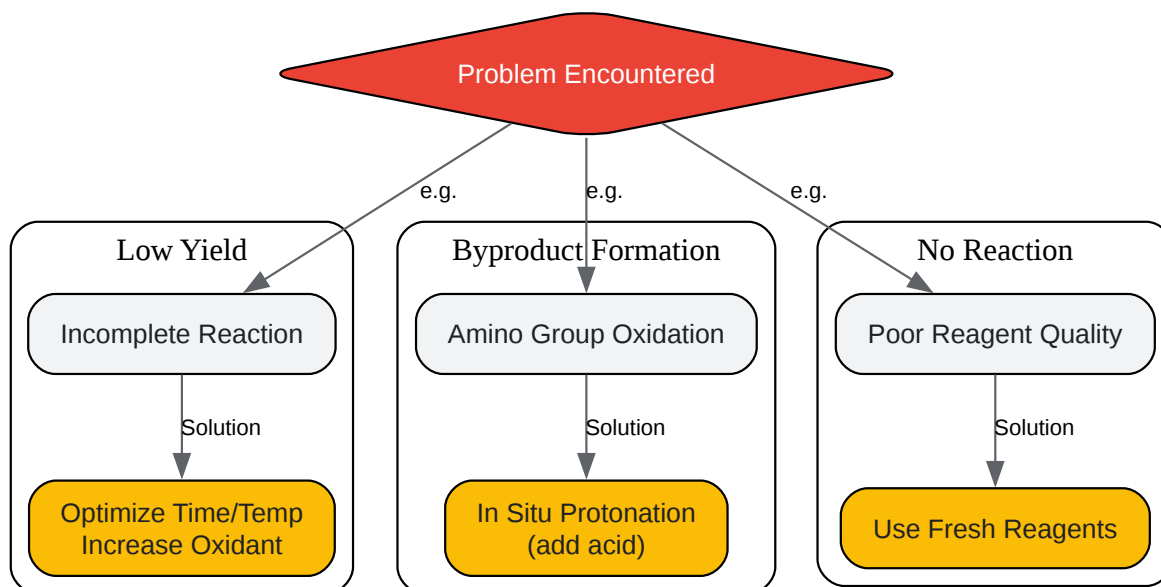 Problem Encountered
e.g.
e.g.
e.g.
Low Yield
Byproduct Formation
No Reaction
Incomplete Reaction
Amino Group Oxidation
Poor Reagent Quality
Solution
Solution
Solution
Optimize Time/Temp
Increase Oxidant
In Situ Protonation
(add acid)
Use Fresh Reagents